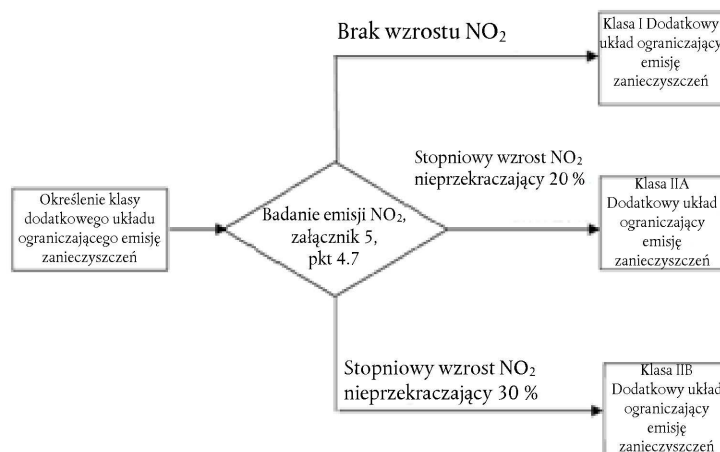 Brak wzrostu NO₂
Klasa I Dodatkowy
układ ograniczający
emisję
zanieczyszczeń
Stopniowy wzrost NO₂
nieprzekraczający 20 %
Określenie klasy
dodatkowego układu
ograniczającego emisję
zanieczyszczeń
Badanie emisji NO₂,
załącznik 5,
pkt 4.7
Klasa IIA
Dodatkowy układ
ograniczający
emisję
zanieczyszczeń
Stopniowy wzrost NO₂
nieprzekraczający 30 %
Klasa IIB
Dodatkowy układ
ograniczający
emisję
zanieczyszczeń